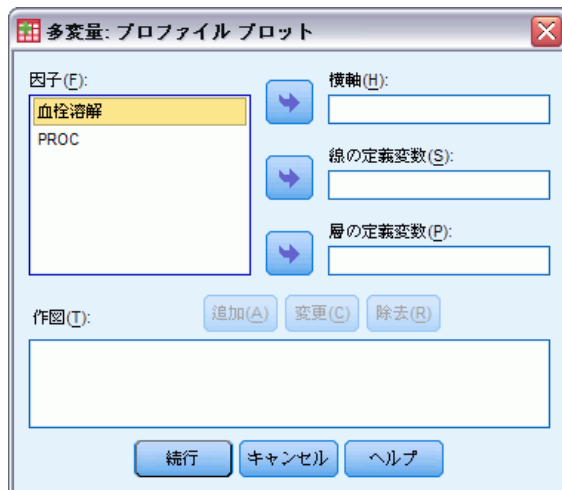 多変量: プロファイル プロット
因子(F):
血栓溶解
PROC
横軸(H):
線の定義変数(S):
層の定義変数(P):
作図(T):
追加(A)
変更(C)
除去(R)
続行
キャンセル
ヘルプ